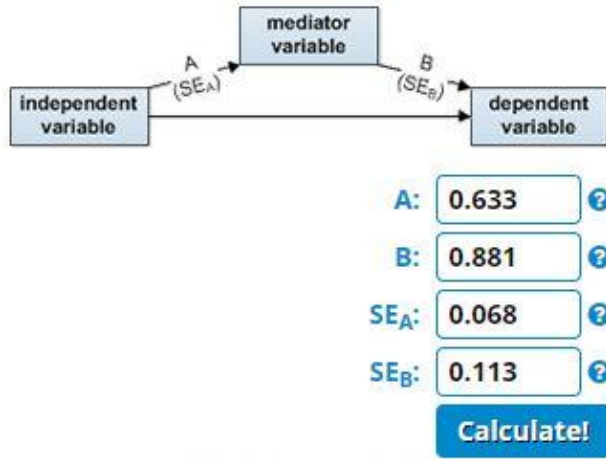 mediator
variable
A
(SEA)
B
(SEB)
independent
variable
dependent
variable
A: 0.633 ?
B: 0.881 ?
SEA: 0.068 ?
SEB: 0.113 ?
Calculate!